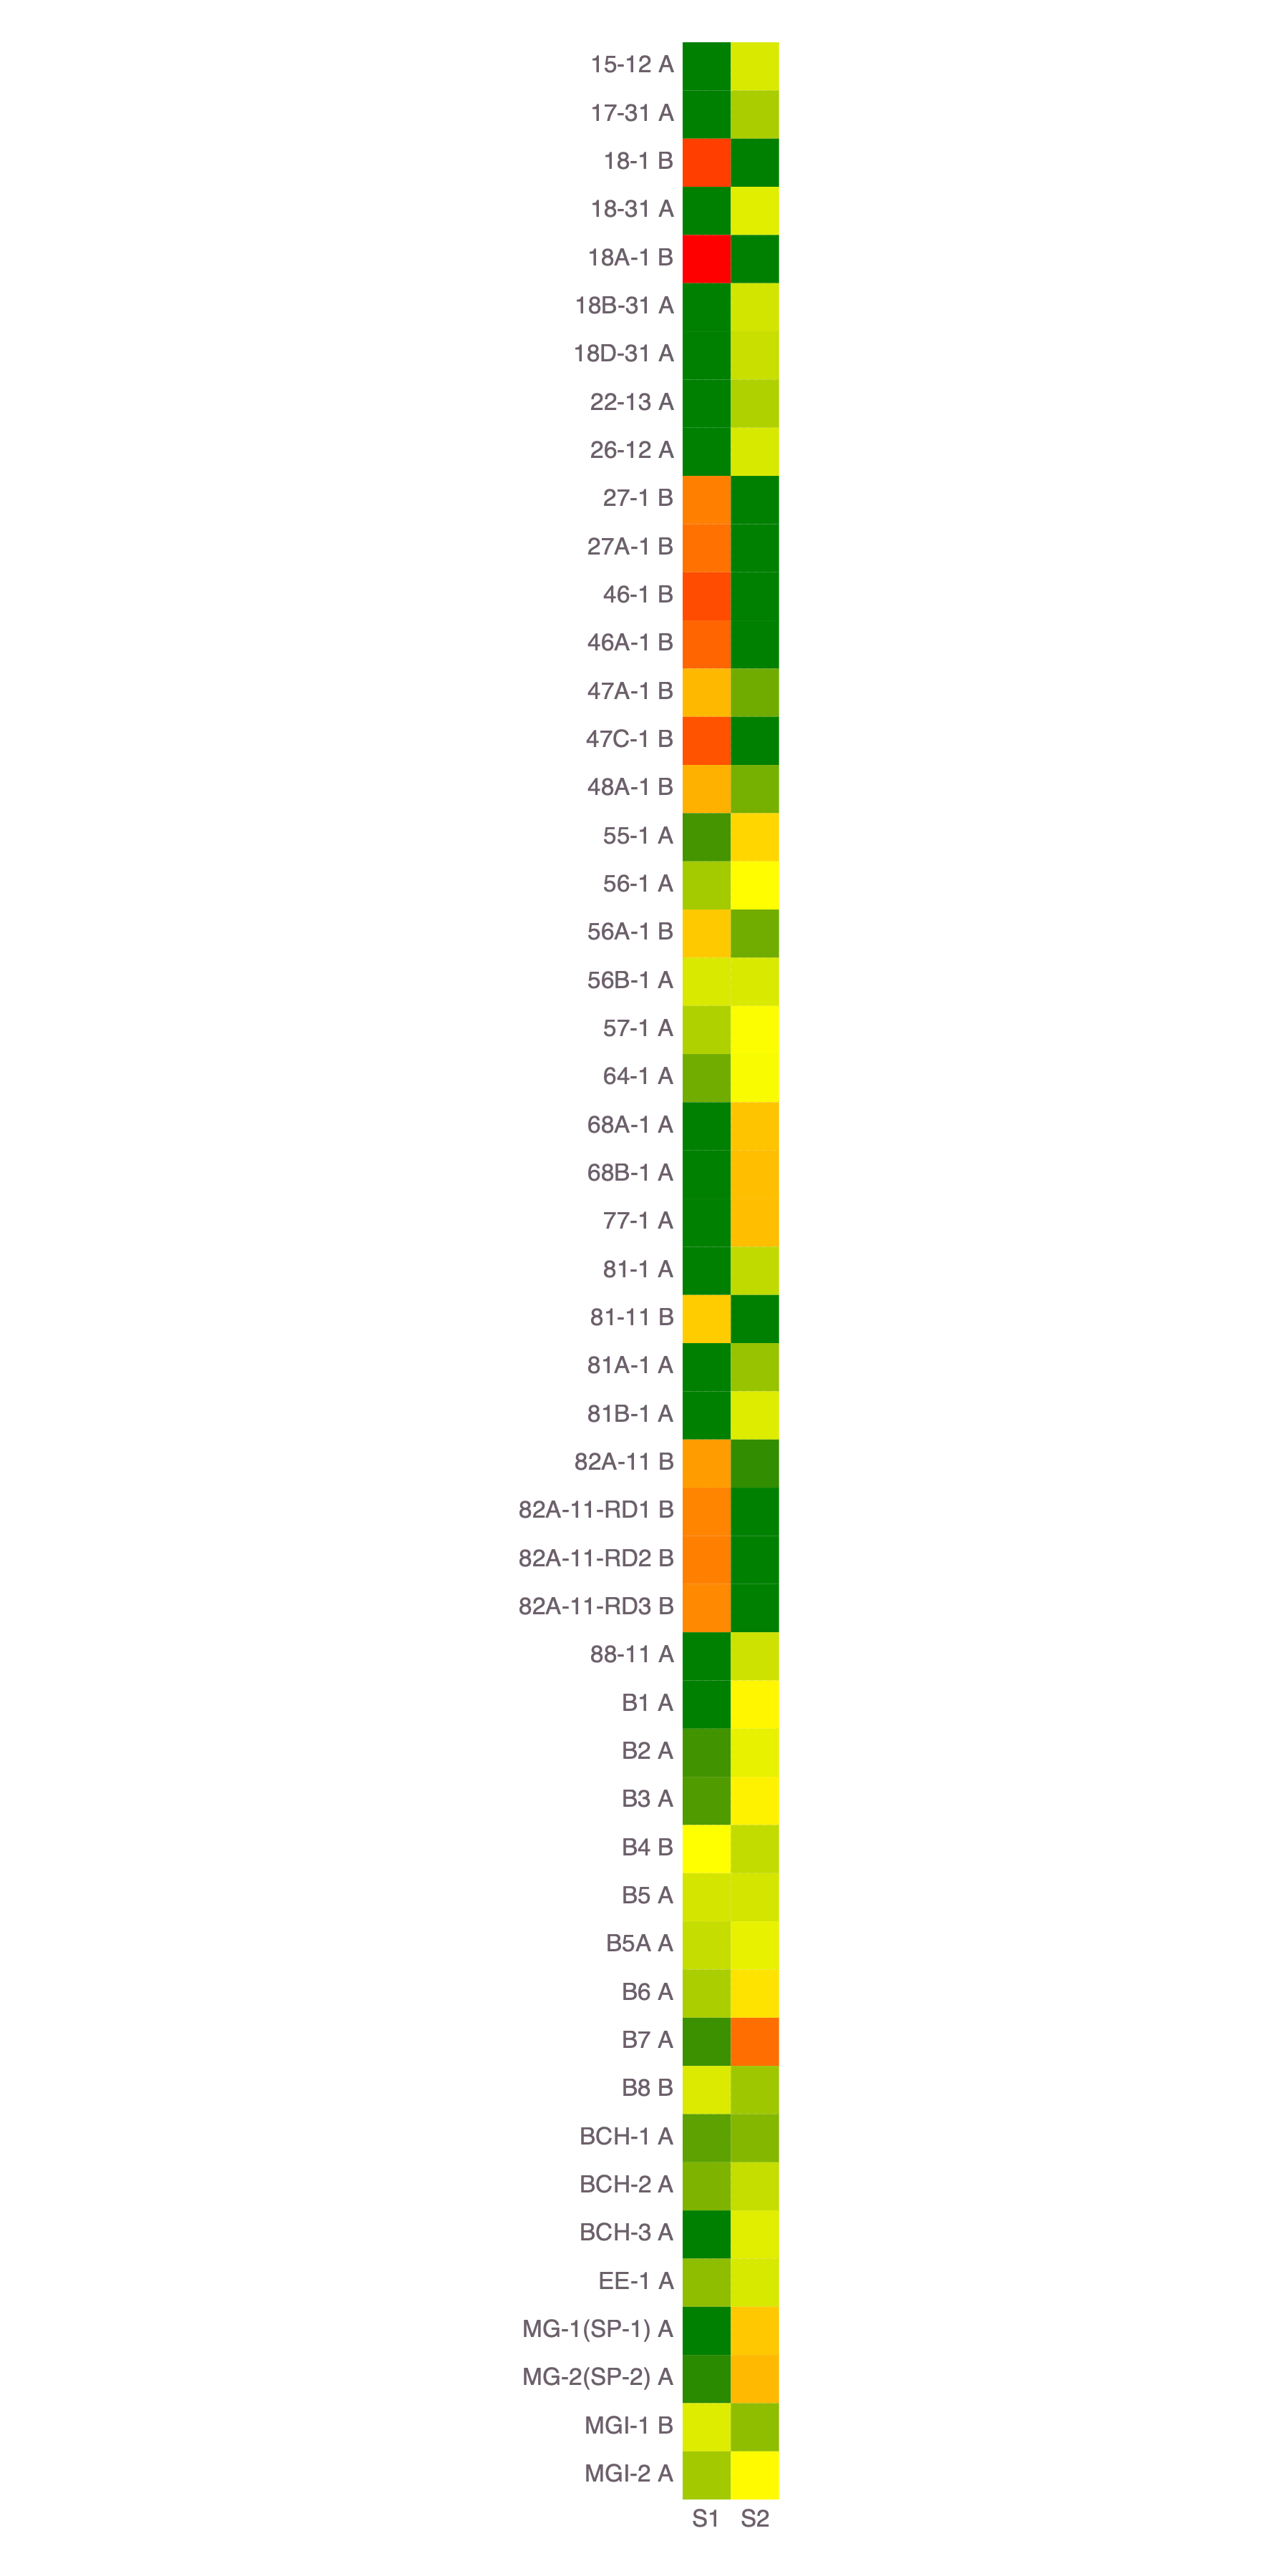 15-12 A
17-31 A
18-1 B
18-31 A
18A-1 B
18B-31 A
18D-31 A
22-13 A
26-12 A
27-1 B
27A-1 B
46-1 B
46A-1 B
47A-1 B
47C-1 B
48A-1 B
55-1 A
56-1 A
56A-1 B
56B-1 A
57-1 A
64-1 A
68A-1 A
68B-1 A
77-1 A
81-1 A
81-11 B
81A-1 A
81B-1 A
82A-11 B
82A-11-RD1 B
82A-11-RD2 B
82A-11-RD3 B
88-11 A
B1 A
B2 A
B3 A
B4 B
B5 A
B5A A
B6 A
B7 A
B8 B
BCH-1 A
BCH-2 A
BCH-3 A
EE-1 A
MG-1(SP-1) A
MG-2(SP-2) A
MGI-1 B
MGI-2 A
S1 S2